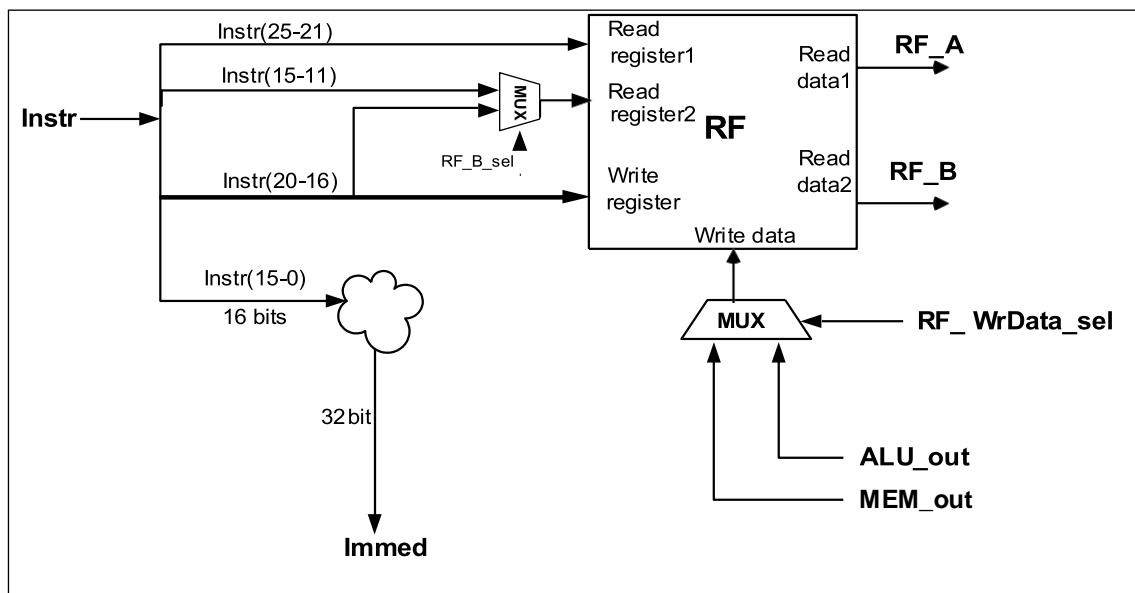 Instr(25-21)
Read
register1
RF_A
Read
data1
Instr(15-11)
MUX
Read
register2
Instr
RF
RF_B_sel
Read
data2
RF_B
Instr(20-16)
Write
register
Write data
Instr(15-0)
16 bits
MUX
RF_ WrData_sel
32bit
ALU_out
MEM_out
Immed